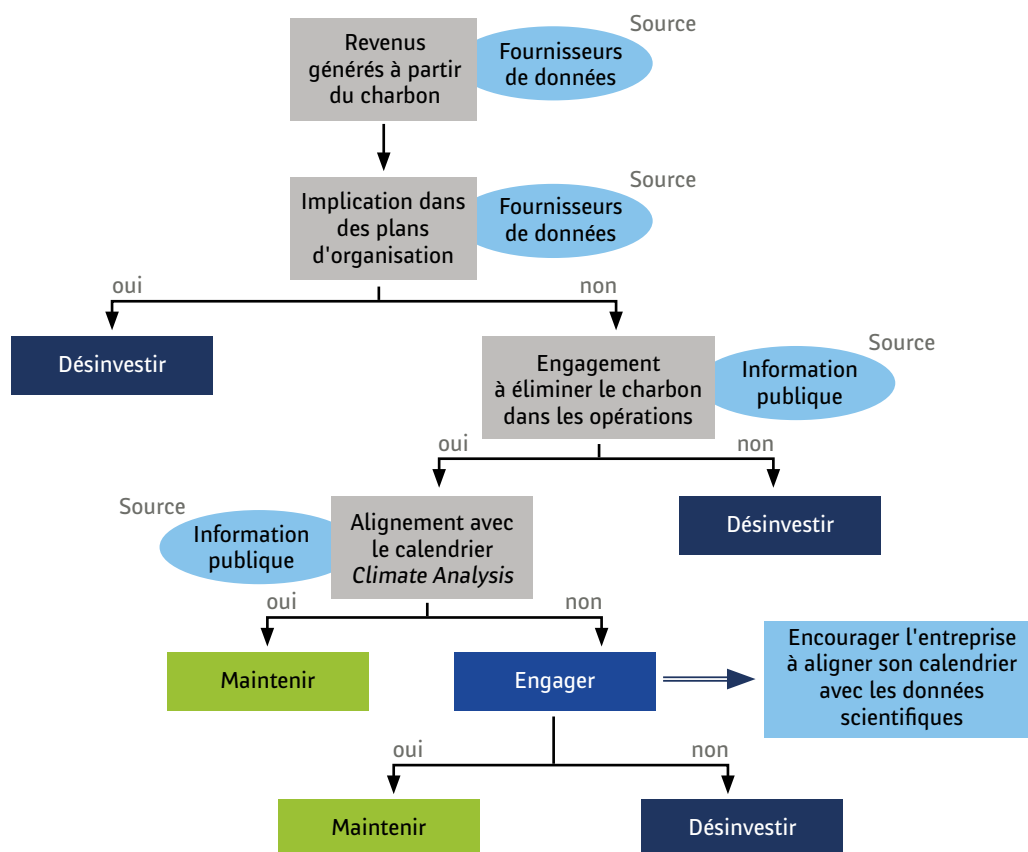 Source
Revenus
générés à partir
du charbon
Fournisseurs
de données
Source
Implication dans
des plans
d'organisation
Fournisseurs
de données
oui
non
Désinvestir
Source
Engagement
à éliminer le charbon
dans les opérations
Information
publique
oui
non
Source
Information
publique
Alignement avec
le calendrier
Climate Analysis
Désinvestir
oui
non
Maintenir
Engager
Encourager l'entreprise
à aligner son calendrier
avec les données
scientifiques
oui
non
Maintenir
Désinvestir